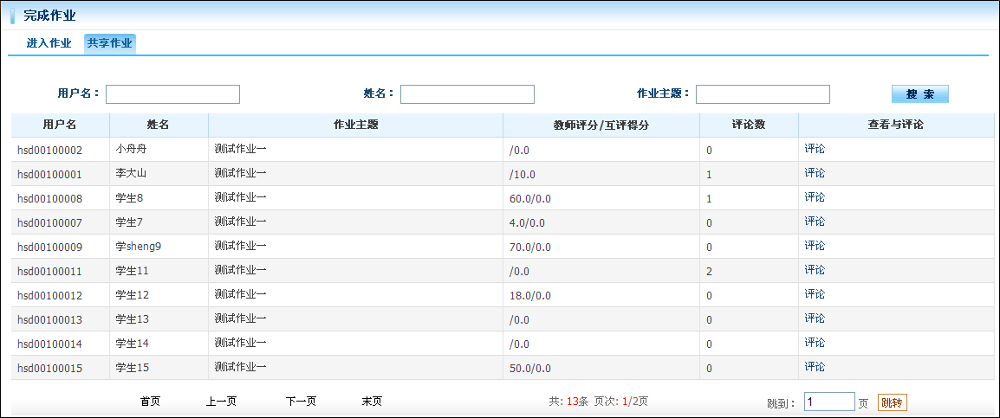 完成作业
进入作业 共享作业
用户名： 姓名： 作业主题： 搜 索
用户名 姓名 作业主题 教师评分/互评得分 评论数 查看与评论
hsd00100002 小舟舟 测试作业一 /0.0 0 评论
hsd00100001 李大山 测试作业一 /10.0 1 评论
hsd00100008 学生8 测试作业一 60.0/0.0 1 评论
hsd00100007 学生7 测试作业一 4.0/0.0 0 评论
hsd00100009 学sheng9 测试作业一 70.0/0.0 0 评论
hsd00100011 学生11 测试作业一 /0.0 2 评论
hsd00100012 学生12 测试作业一 18.0/0.0 0 评论
hsd00100013 学生13 测试作业一 /0.0 0 评论
hsd00100014 学生14 测试作业一 /0.0 0 评论
hsd00100015 学生15 测试作业一 50.0/0.0 0 评论
首页 上一页 下一页 末页 共: 13条 页次: 1/2页 跳到： 1 页 跳转